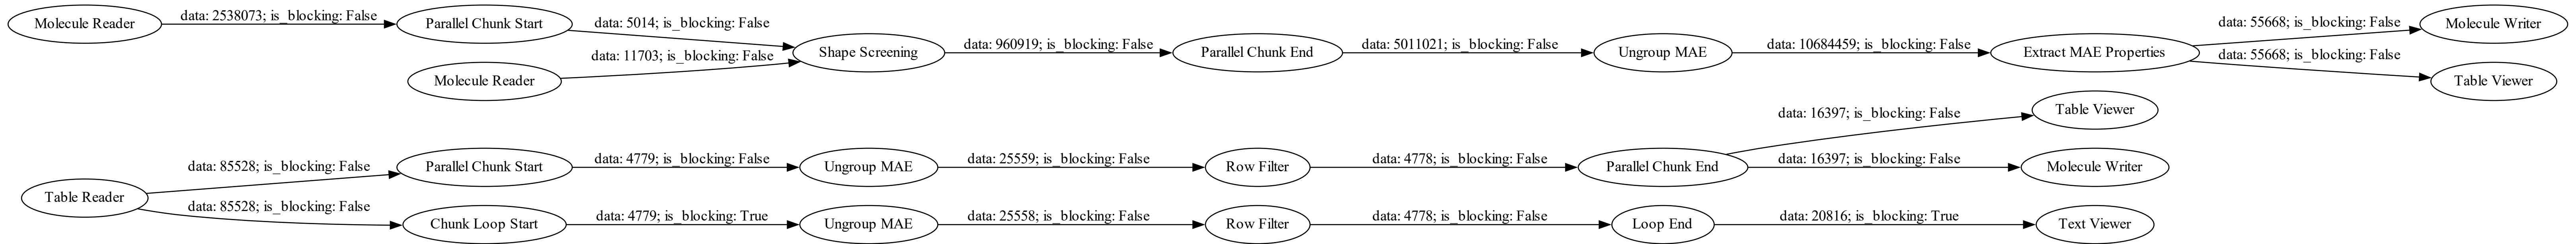 Molecule Reader
data: 2538073; is_blocking: False
Parallel Chunk Start
data: 5014; is_blocking: False
Molecule Reader
data: 11703; is_blocking: False
Shape Screening
data: 960919; is_blocking: False
Parallel Chunk End
data: 5011021; is_blocking: False
Ungroup MAE
data: 10684459; is_blocking: False
Extract MAE Properties
data: 55668; is_blocking: False
Molecule Writer
data: 55668; is_blocking: False
Table Viewer
Table Reader
data: 85528; is_blocking: False
Parallel Chunk Start
data: 4779; is_blocking: False
Ungroup MAE
data: 25559; is_blocking: False
Row Filter
data: 4778; is_blocking: False
Parallel Chunk End
data: 16397; is_blocking: False
Table Viewer
data: 16397; is_blocking: False
Molecule Writer
data: 85528; is_blocking: False
Chunk Loop Start
data: 4779; is_blocking: True
Ungroup MAE
data: 25558; is_blocking: False
Row Filter
data: 4778; is_blocking: False
Loop End
data: 20816; is_blocking: True
Text Viewer